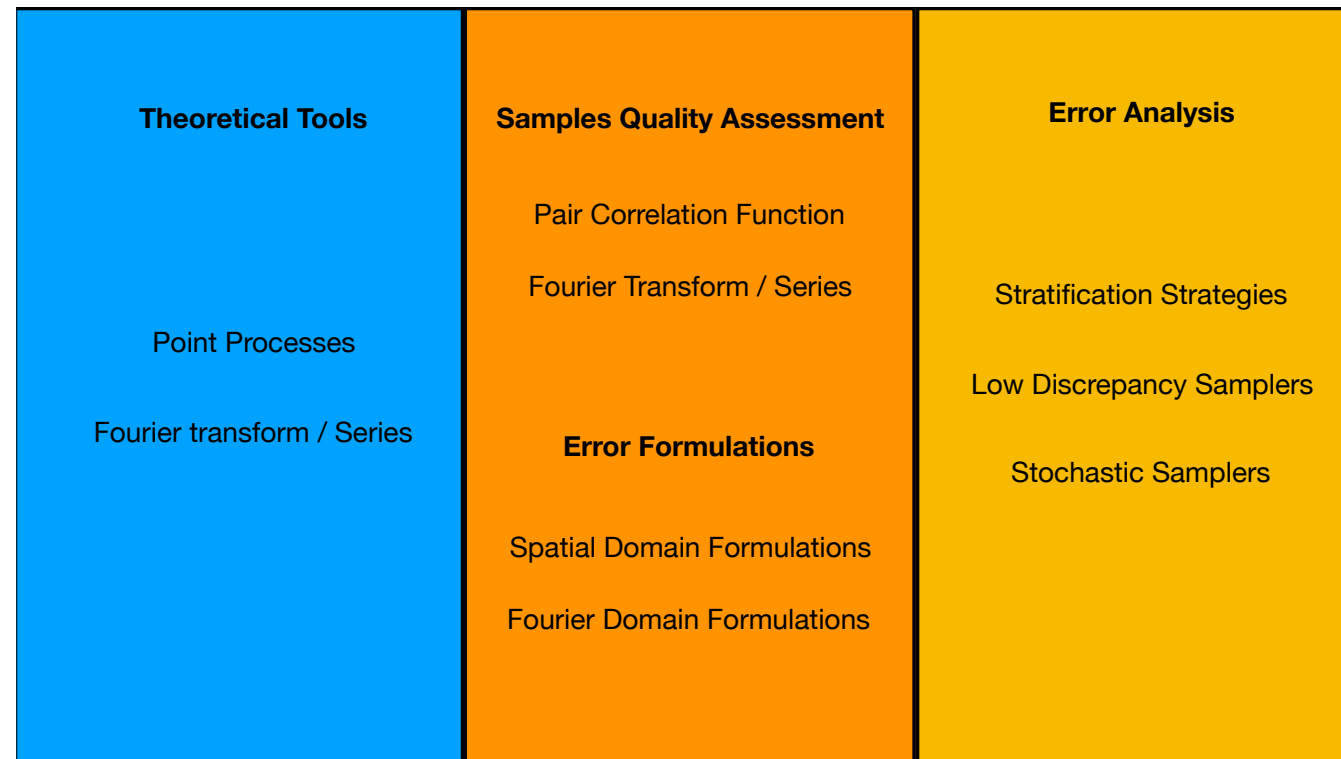 Theoretical Tools
Point Processes
Fourier transform / Series
Samples Quality Assessment
Pair Correlation Function
Fourier Transform / Series
Error Formulations
Spatial Domain Formulations
Fourier Domain Formulations
Error Analysis
Stratification Strategies
Low Discrepancy Samplers
Stochastic Samplers